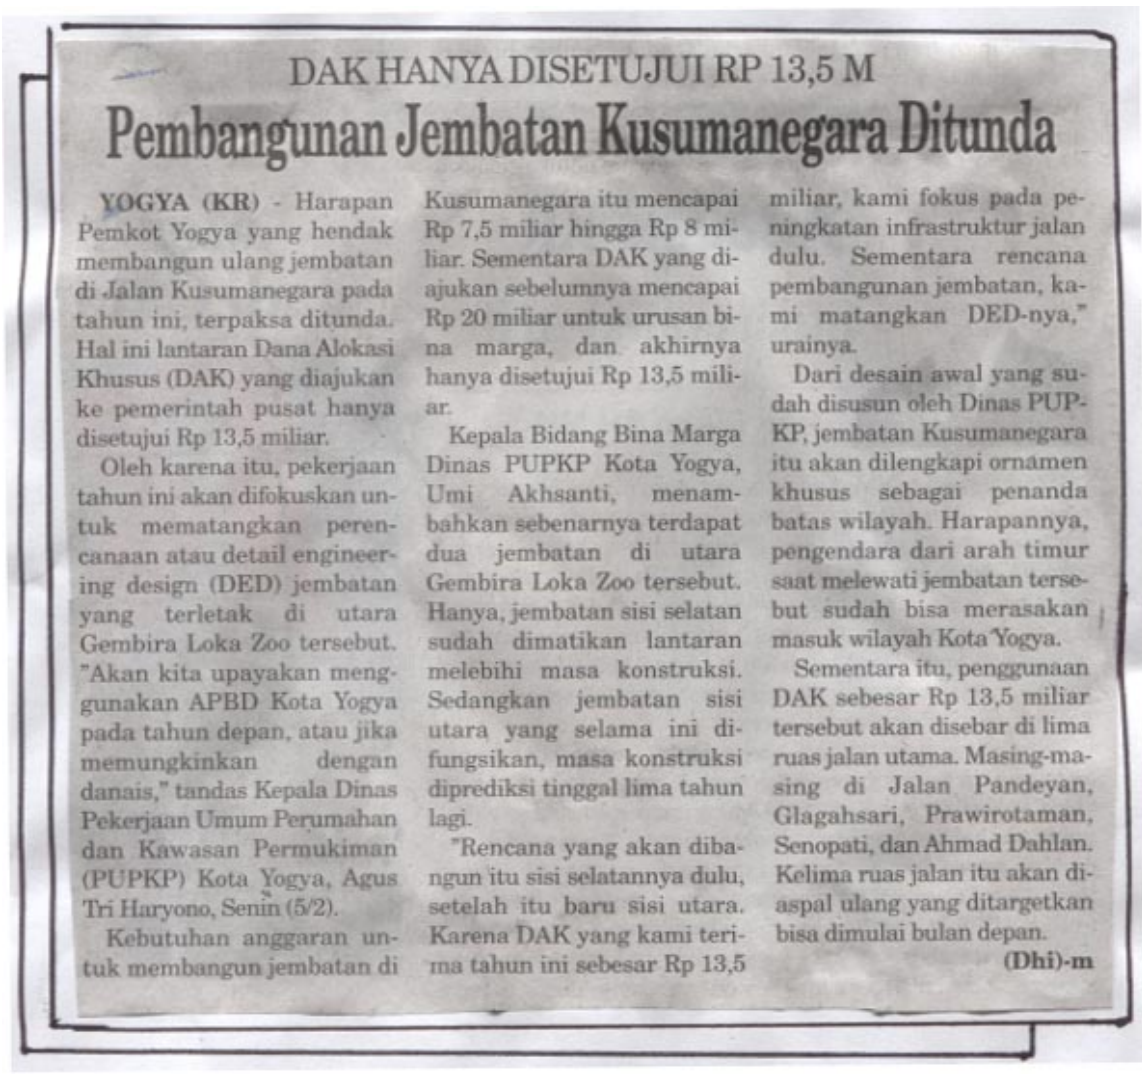 DAK HANYA DISETUJUI RP 13,5 M
Pembangunan Jembatan Kusumanegara Ditunda
YOGYA (KR) - Harapan
Pemkot Yogya yang hendak
membangun ulang jembatan
di Jalan Kusumanegara pada
tahun ini, terpaksa ditunda.
Hal ini lantaran Dana Alokasi
Khusus (DAK) yang diajukan
ke pemerintah pusat hanya
disetujui Rp 13,5 miliar.
Oleh karena itu, pekerjaan
tahun ini akan difokuskan un-
tuk mematangkan peren-
canaan atau detail engineer-
ing design (DED) jembatan
yang terletak di utara
Gembira Loka Zoo tersebut.
"Akan kita upayakan meng-
gunakan APBD Kota Yogya
pada tahun depan, atau jika
memungkinkan dengan
danais," tandas Kepala Dinas
Pekerjaan Umum Perumahan
dan Kawasan Permukiman
(PUPKP) Kota Yogya, Agus
Tri Haryono, Senin (5/2).
Kebutuhan anggaran un-
tuk membangun jembatan di
Kusumanegara itu mencapai
Rp 7,5 miliar hingga Rp 8 mi-
liar. Sementara DAK yang di-
ajukan sebelumnya mencapai
Rp 20 miliar untuk urusan bi-
na marga, dan akhirnya
hanya disetujui Rp 13,5 mili-
ar.
Kepala Bidang Bina Marga
Dinas PUPKP Kota Yogya,
Umi Akhsanti, menam-
bahkan sebenarnya terdapat
dua jembatan di utara
Gembira Loka Zoo tersebut.
Hanya, jembatan sisi selatan
sudah dimatikan lantaran
melebihi masa konstruksi.
Sedangkan jembatan sisi
utara yang selama ini di-
fungsikan, masa konstruksi
diprediksi tinggal lima tahun
lagi.
"Rencana yang akan diba-
ngun itu sisi selatannya dulu,
setelah itu baru sisi utara.
Karena DAK yang kami teri-
ma tahun ini sebesar Rp 13,5
miliar, kami fokus pada pe-
ningkatan infrastruktur jalan
dulu. Sementara rencana
pembangunan jembatan, ka-
mi matangkan DED-nya,"
urainya.
Dari desain awal yang su-
dah disusun oleh Dinas PUP-
KP, jembatan Kusumanegara
itu akan dilengkapi ornamen
khusus sebagai penanda
batas wilayah. Harapannya,
pengendara dari arah timur
saat melewati jembatan terse-
but sudah bisa merasakan
masuk wilayah Kota Yogya.
Sementara itu, penggunaan
DAK sebesar Rp 13,5 miliar
tersebut akan disebar di lima
ruas jalan utama. Masing-ma-
sing di Jalan Pandeyan,
Glagahsari, Prawirotaman,
Senopati, dan Ahmad Dahlan.
Kelima ruas jalan itu akan di-
aspal ulang yang ditargetkan
bisa dimulai bulan depan.
(Dhi)-m